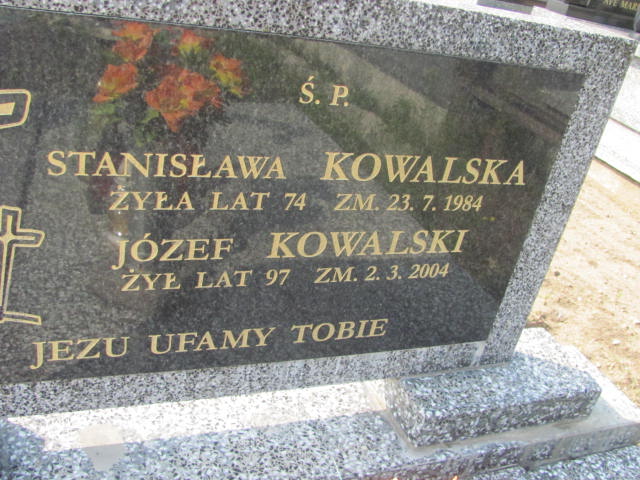 Ś. P.
STANISŁAWA KOWALSKA
ŻYŁA LAT 74 ZM. 23. 7. 1984
JÓZEF KOWALSKI
ŻYŁ LAT 97 ZM. 2. 3. 2004
JEZU UFAMY TOBIE